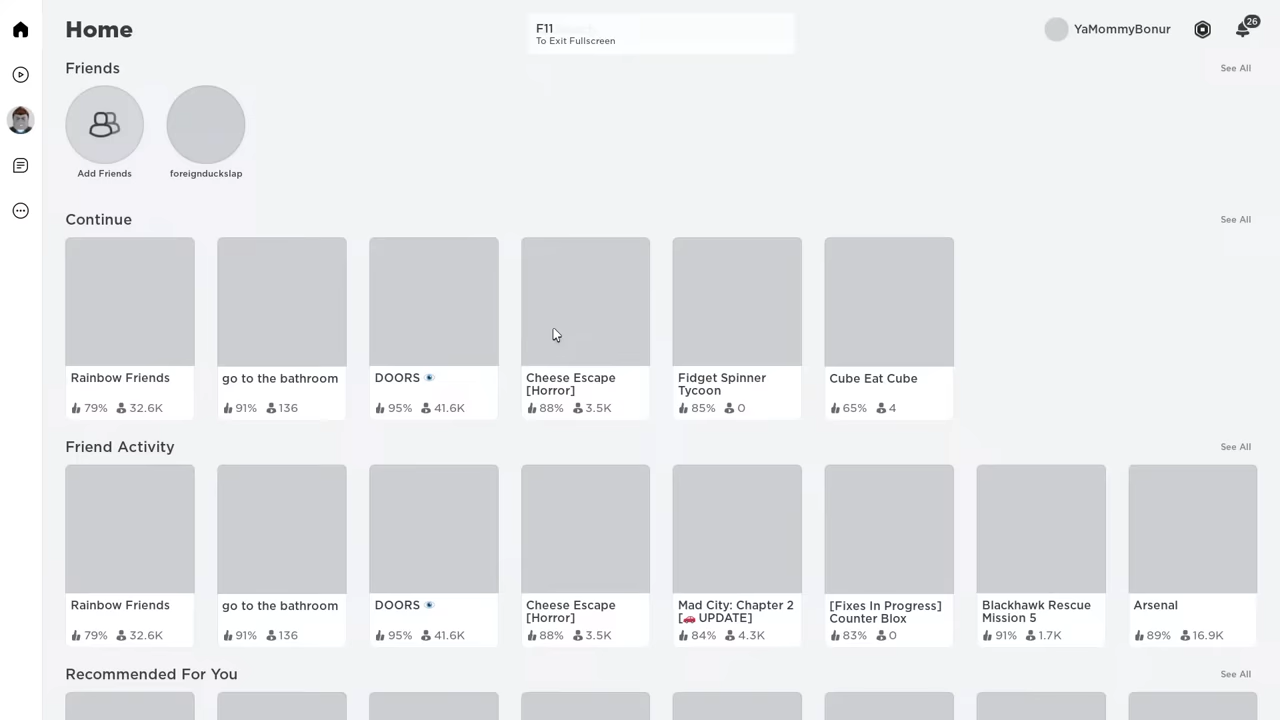 Home
F11
To Exit Fullscreen
YaMommyBonur
26
Friends
See All
Add Friends
foreignduckslap
Continue
See All
Rainbow Friends
79% 32.6K
go to the bathroom
91% 136
DOORS 👁️
95% 41.6K
Cheese Escape
[Horror]
88% 3.5K
Fidget Spinner
Tycoon
85% 0
Cube Eat Cube
65% 4
Friend Activity
See All
Rainbow Friends
79% 32.6K
go to the bathroom
91% 136
DOORS 👁️
95% 41.6K
Cheese Escape
[Horror]
88% 3.5K
Mad City: Chapter 2
[🚗 UPDATE]
84% 4.3K
[Fixes In Progress]
Counter Blox
83% 0
Blackhawk Rescue
Mission 5
91% 1.7K
Arsenal
89% 16.9K
Recommended For You
See All